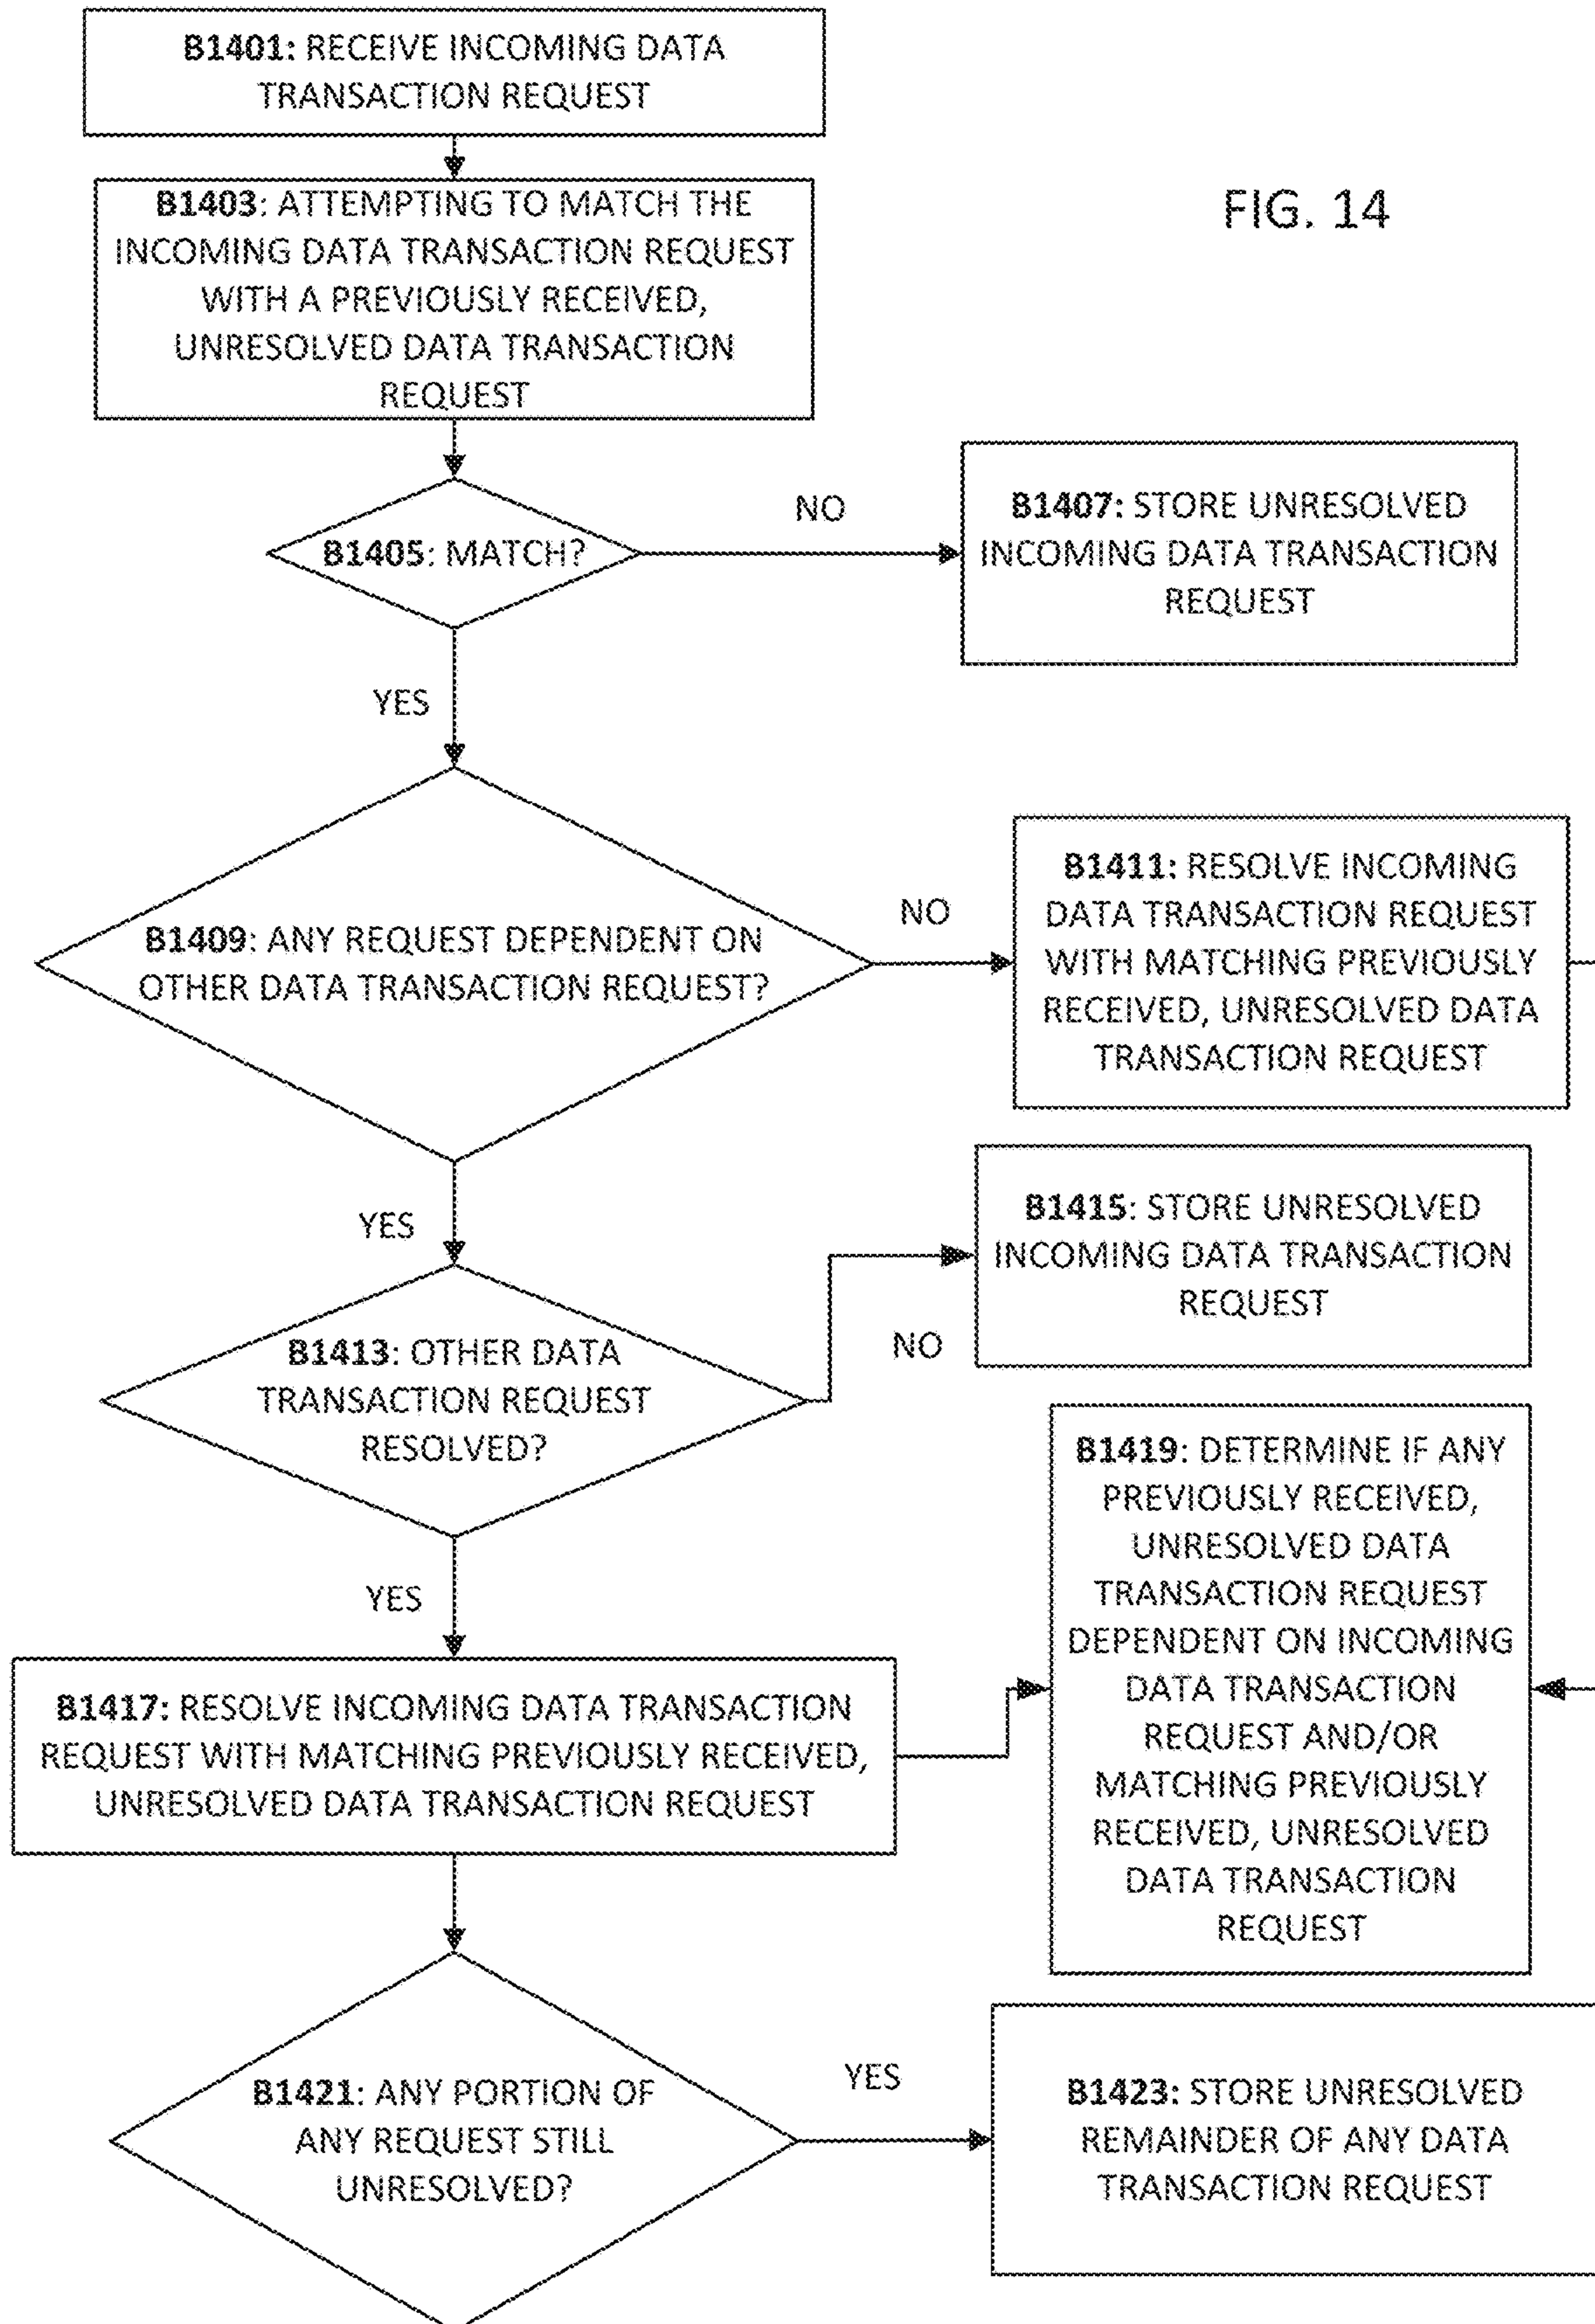 B1401: RECEIVE INCOMING DATA
TRANSACTION REQUEST
FIG. 14
B1403: ATTEMPTING TO MATCH THE
INCOMING DATA TRANSACTION REQUEST
WITH A PREVIOUSLY RECEIVED,
UNRESOLVED DATA TRANSACTION
REQUEST
B1405: MATCH?
NO
B1407: STORE UNRESOLVED
INCOMING DATA TRANSACTION
REQUEST
YES
B1409: ANY REQUEST DEPENDENT ON
OTHER DATA TRANSACTION REQUEST?
NO
B1411: RESOLVE INCOMING
DATA TRANSACTION REQUEST
WITH MATCHING PREVIOUSLY
RECEIVED, UNRESOLVED DATA
TRANSACTION REQUEST
YES
B1413: OTHER DATA
TRANSACTION REQUEST
RESOLVED?
NO
B1415: STORE UNRESOLVED
INCOMING DATA TRANSACTION
REQUEST
YES
B1417: RESOLVE INCOMING DATA TRANSACTION
REQUEST WITH MATCHING PREVIOUSLY RECEIVED,
UNRESOLVED DATA TRANSACTION REQUEST
B1419: DETERMINE IF ANY
PREVIOUSLY RECEIVED,
UNRESOLVED DATA
TRANSACTION REQUEST
DEPENDENT ON INCOMING
DATA TRANSACTION
REQUEST AND/OR
MATCHING PREVIOUSLY
RECEIVED, UNRESOLVED
DATA TRANSACTION
REQUEST
B1421: ANY PORTION OF
ANY REQUEST STILL
UNRESOLVED?
YES
B1423: STORE UNRESOLVED
REMAINDER OF ANY DATA
TRANSACTION REQUEST